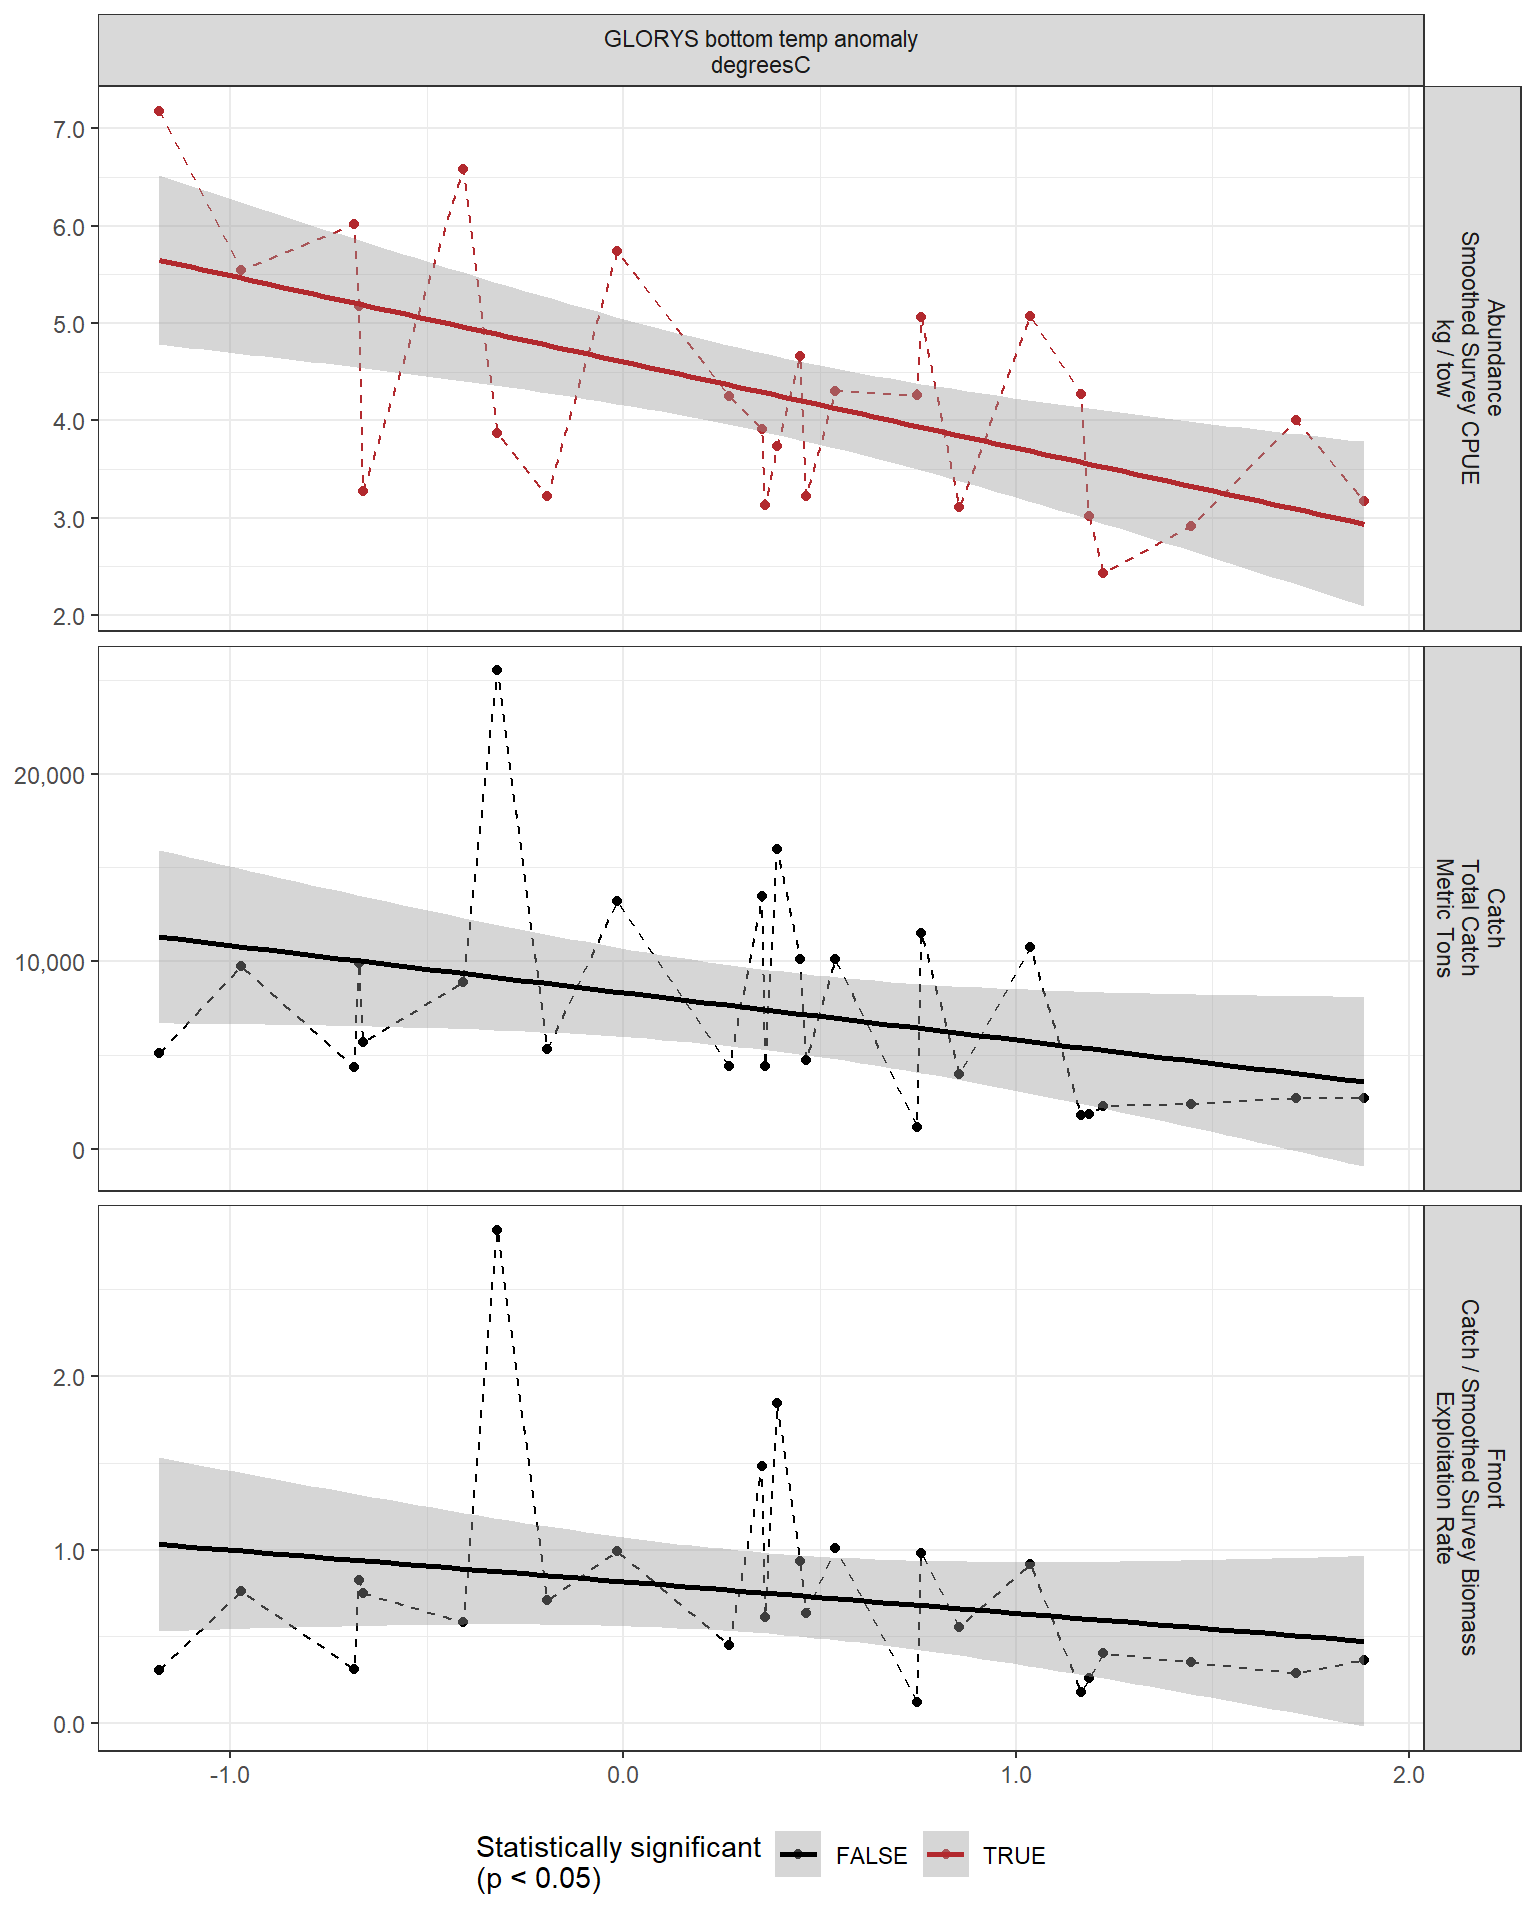 GLORYS bottom temp anomaly
degreesC
7.0
6.0
5.0
4.0
3.0
2.0
Abundance
Smoothed Survey CPUE
kg / tow
20,000
10,000
0
Catch
Total Catch
Metric Tons
2.0
1.0
0.0
Fmort
Catch / Smoothed Survey Biomass
Exploitation Rate
-1.0
0.0
1.0
2.0
Statistically significant
(p < 0.05)
FALSE
TRUE